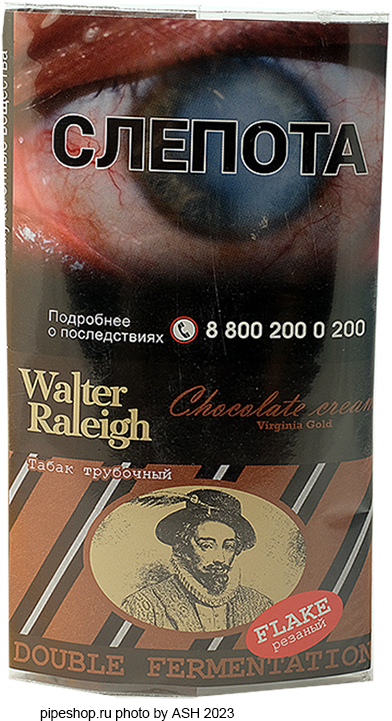 СЛЕПОТА
Подробнее
о последствиях
8 800 200 0 200
Walter
Raleigh
Chocolate cream
Virginia Gold
Табак трубочный
FLAKE
резаный
DOUBLE FERMENTATION
pipeshop.ru photo by ASH 2023